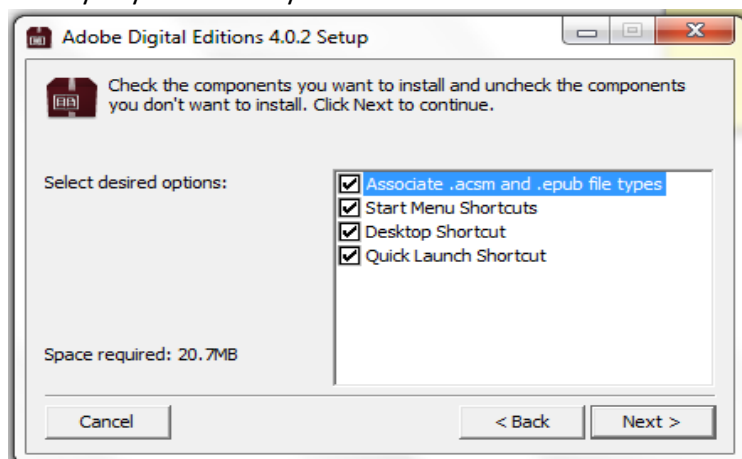 Adobe Digital Editions 4.0.2 Setup
Check the components you want to install and uncheck the components
you don't want to install. Click Next to continue.
Select desired options:
Associate .acsm and .epub file types
Start Menu Shortcuts
Desktop Shortcut
Quick Launch Shortcut
Space required: 20.7MB
Cancel
< Back
Next >